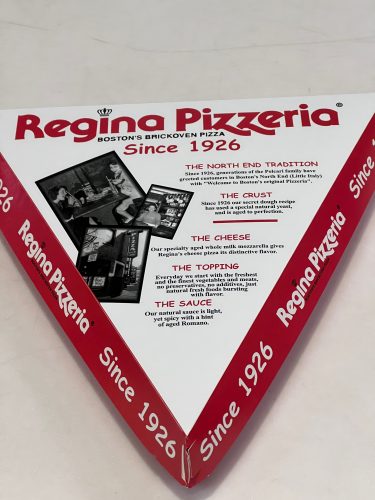 Regina Pizzeria®
BOSTON'S BRICKOVEN PIZZA
Since 1926
THE NORTH END TRADITION
Since 1926, generations of the Polcari family have
greeted customers in Boston's North End (Little Italy)
with "Welcome to Boston's original Pizzeria".
THE CRUST
Since 1926 our secret dough recipe
has used a special natural yeast,
and is aged to perfection.
THE CHEESE
Our specialty aged whole milk mozzarella gives
Regina's cheese pizza its distinctive flavor.
THE TOPPING
Everyday we start with the freshest
and the finest vegetables and meats,
no preservatives, no additives, just
natural fresh foods bursting
with flavor.
THE SAUCE
Our natural sauce is light,
yet spicy with a hint
of aged Romano.
Regina Pizzeria®
Since 1926
Regina Pizzeria®
Since 1926
1926
Since